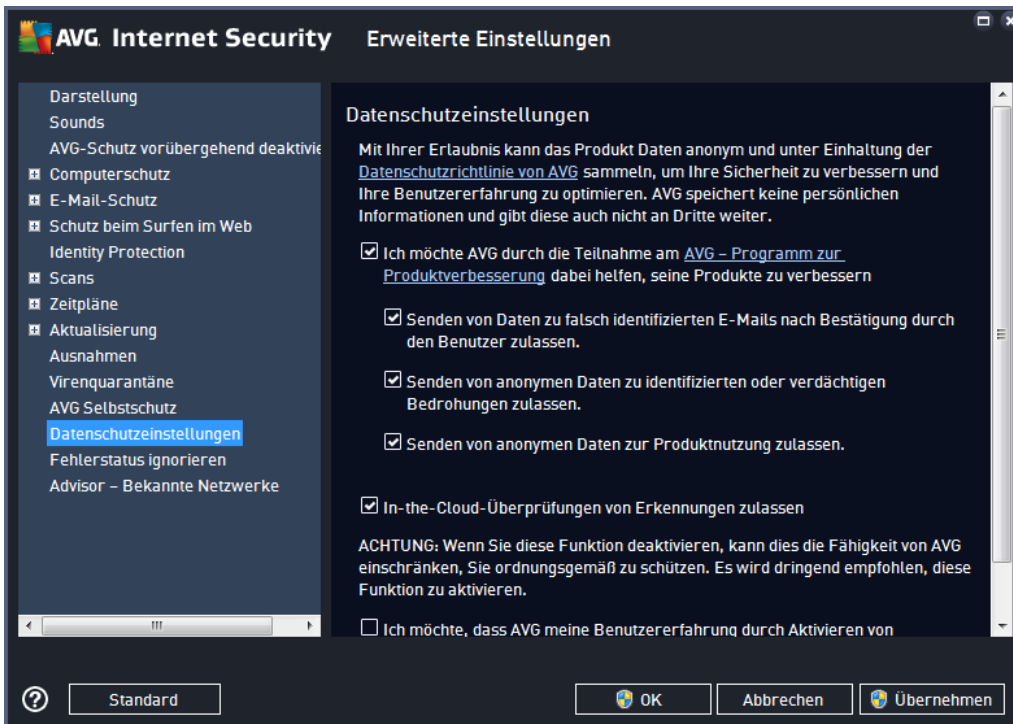 AVG. Internet Security
Erweiterte Einstellungen
Darstellung
Sounds
AVG-Schutz vorübergehend deaktivie
Computerschutz
E-Mail-Schutz
Schutz beim Surfen im Web
Identity Protection
Scans
Zeitpläne
Aktualisierung
Ausnahmen
Virenquarantäne
AVG Selbstschutz
Datenschutzeinstellungen
Fehlerstatus ignorieren
Advisor – Bekannte Netzwerke
Datenschutzeinstellungen
Mit Ihrer Erlaubnis kann das Produkt Daten anonym und unter Einhaltung der
Datenschutzrichtlinie von AVG sammeln, um Ihre Sicherheit zu verbessern und
Ihre Benutzererfahrung zu optimieren. AVG speichert keine persönlichen
Informationen und gibt diese auch nicht an Dritte weiter.
Ich möchte AVG durch die Teilnahme am AVG – Programm zur
Produktverbesserung dabei helfen, seine Produkte zu verbessern
Senden von Daten zu falsch identifizierten E-Mails nach Bestätigung durch
den Benutzer zulassen.
Senden von anonymen Daten zu identifizierten oder verdächtigen
Bedrohungen zulassen.
Senden von anonymen Daten zur Produktnutzung zulassen.
In-the-Cloud-Überprüfungen von Erkennungen zulassen
ACHTUNG: Wenn Sie diese Funktion deaktivieren, kann dies die Fähigkeit von AVG
einschränken, Sie ordnungsgemäß zu schützen. Es wird dringend empfohlen, diese
Funktion zu aktivieren.
Ich möchte, dass AVG meine Benutzererfahrung durch Aktivieren von
Standard
OK
Abbrechen
Übernehmen